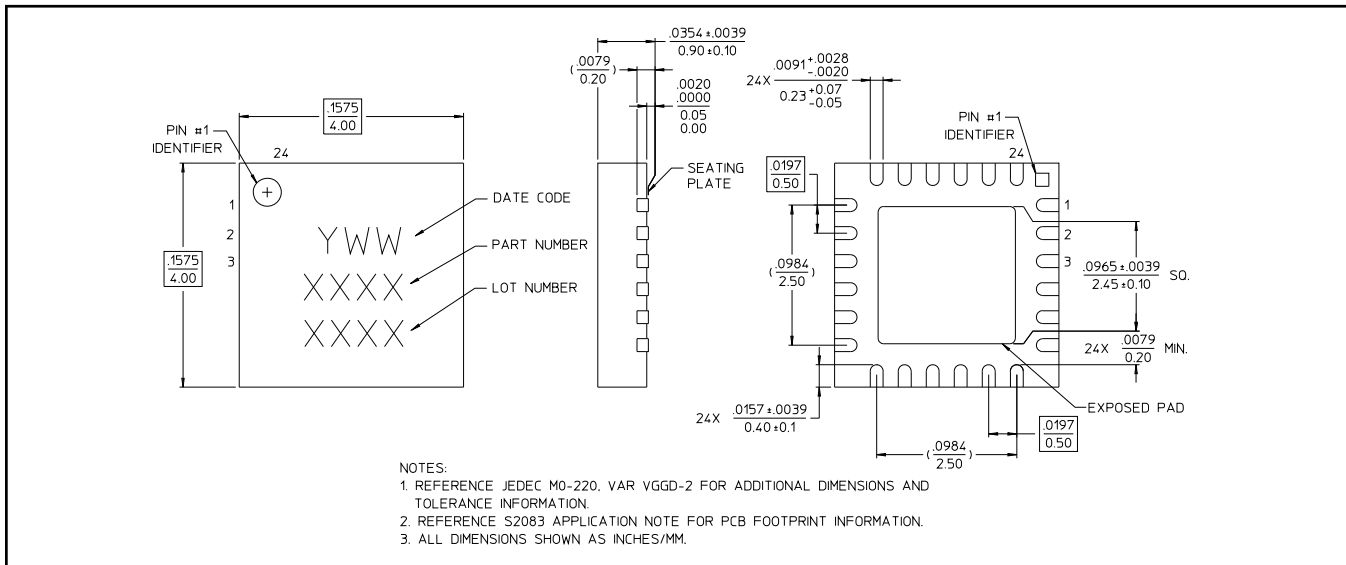 .0354 ±.0039
0.90 ±0.10
(.0079
0.20)
.0020
.0000
0.05
0.00
24X .0091 +.0028
-.0020
0.23 +0.07
-0.05
.1575
4.00
PIN #1
IDENTIFIER
24
PIN #1
IDENTIFIER
24
SEATING
PLATE
.0197
0.50
1
2
3
.1575
4.00
DATE CODE
YWW
PART NUMBER
XXXX
LOT NUMBER
XXXX
(.0984)
2.50
1
2
3
.0965 ±.0039
2.45 ±0.10 SQ.
24X .0079 MIN.
0.20
EXPOSED PAD
24X .0157 ±.0039
0.40 ±0.1
(.0984)
2.50
.0197
0.50
NOTES:
1. REFERENCE JEDEC MO-220, VAR VGGD-2 FOR ADDITIONAL DIMENSIONS AND
TOLERANCE INFORMATION.
2. REFERENCE S2083 APPLICATION NOTE FOR PCB FOOTPRINT INFORMATION.
3. ALL DIMENSIONS SHOWN AS INCHES/MM.